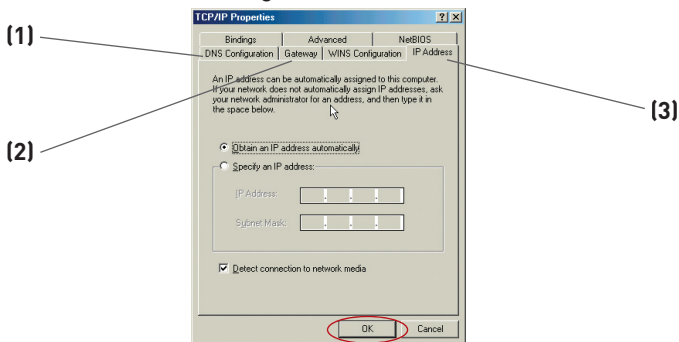 TCP/IP Properties
Bindings Advanced NetBIOS
DNS Configuration Gateway WINS Configuration IP Address
An IP address can be automatically assigned to this computer.
If your network does not automatically assign IP addresses, ask
your network administrator for an address, and then type it in
the space below.
Obtain an IP address automatically
Specify an IP address:
IP Address:
Subnet Mask:
Detect connection to network media
OK Cancel
(1)
(2)
(3)